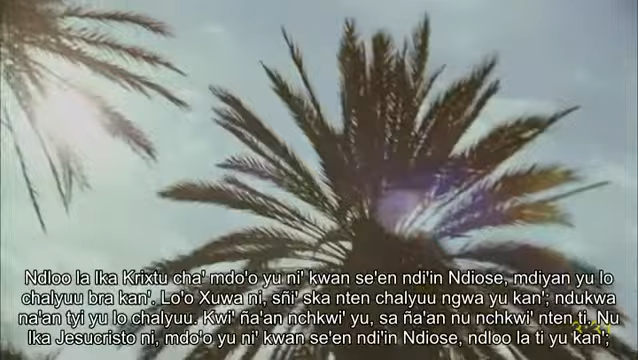 Ndloo la Ika Krixtu cha' mdo'o yu ni' kwan se'en ndi'in Ndiose, mdiyan yu lo
chalyuu bra kan'. Lo'o Xuwa ni, sñi' ska nten chalyuu ngwa yu kan'; ndukwa
na'an tyi yu lo chalyuu. Kwi' ña'an nchkwi' yu, sa ña'an nu nchkwi' nten ti. Nu
lka Jesucristo ni, mdo'o yu ni' kwan se'en ndi'in Ndiose, ndloo la ti yu kan';
3:31